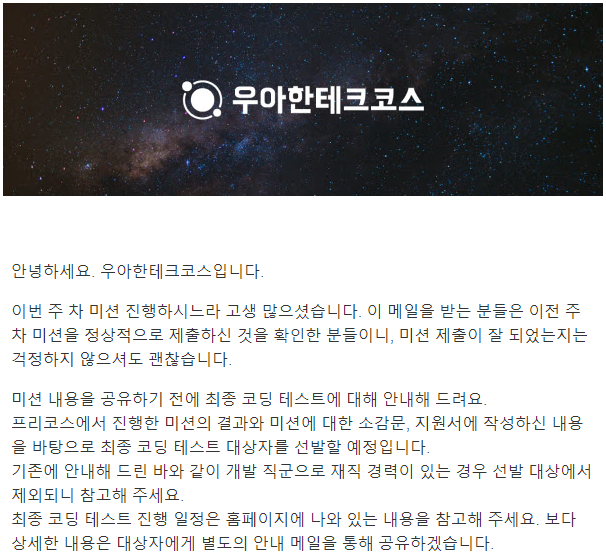 우아한테크코스
안녕하세요. 우아한테크코스입니다.
이번 주 차 미션 진행하시느라 고생 많으셨습니다. 이 메일을 받는 분들은 이전 주
차 미션을 정상적으로 제출하신 것을 확인한 분들이니, 미션 제출이 잘 되었는지는
걱정하지 않으셔도 괜찮습니다.
미션 내용을 공유하기 전에 최종 코딩 테스트에 대해 안내해 드려요.
프리코스에서 진행한 미션의 결과와 미션에 대한 소감문, 지원서에 작성하신 내용
을 바탕으로 최종 코딩 테스트 대상자를 선발할 예정입니다.
기존에 안내해 드린 바와 같이 개발 직군으로 재직 경력이 있는 경우 선발 대상에서
제외되니 참고해 주세요.
최종 코딩 테스트 진행 일정은 홈페이지에 나와 있는 내용을 참고해 주세요. 보다
상세한 내용은 대상자에게 별도의 안내 메일을 통해 공유하겠습니다.